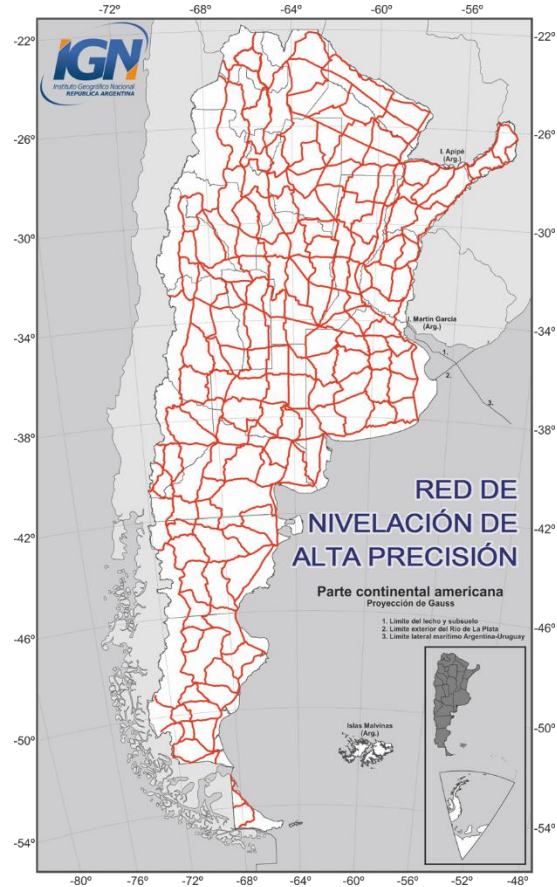 -72° -68° -64° -60° -56°
-22° -22°
IGN
Instituto Geográfico Nacional
REPÚBLICA ARGENTINA
-26° -26°
I. Apipé
(Arg.)
-30° -30°
I. Martín García
(Arg.)
-34° -34°
1.
2.
3.
-38° -38°
RED DE
NIVELACIÓN DE
ALTA PRECISIÓN
-42° -42°
Parte continental americana
Proyección de Gauss
1. Límite del lecho y subsuelo
2. Límite exterior del Río de La Plata
3. Límite lateral marítimo Argentina-Uruguay
-46° -46°
Islas Malvinas
(Arg.)
-50° -50°
-54° -54°
-80° -76° -72° -68° -64° -60° -56° -52° -48°